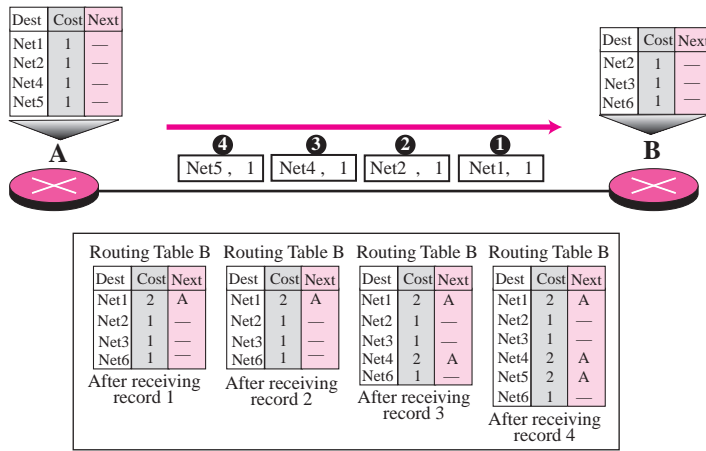 Dest Cost Next
Net1 1 —
Net2 1 —
Net4 1 —
Net5 1 —
A
Dest Cost Next
Net2 1 —
Net3 1 —
Net6 1 —
B
4 3 2 1
Net5 , 1 Net4 , 1 Net2 , 1 Net1, 1
Routing Table B
Dest Cost Next
Net1 2 A
Net2 1 —
Net3 1 —
Net6 1 —
After receiving
record 1
Routing Table B
Dest Cost Next
Net1 2 A
Net2 1 —
Net3 1 —
Net6 1 —
After receiving
record 2
Routing Table B
Dest Cost Next
Net1 2 A
Net2 1 —
Net3 1 —
Net4 2 A
Net6 1 —
After receiving
record 3
Routing Table B
Dest Cost Next
Net1 2 A
Net2 1 —
Net3 1 —
Net4 2 A
Net5 2 A
Net6 1 —
After receiving
record 4